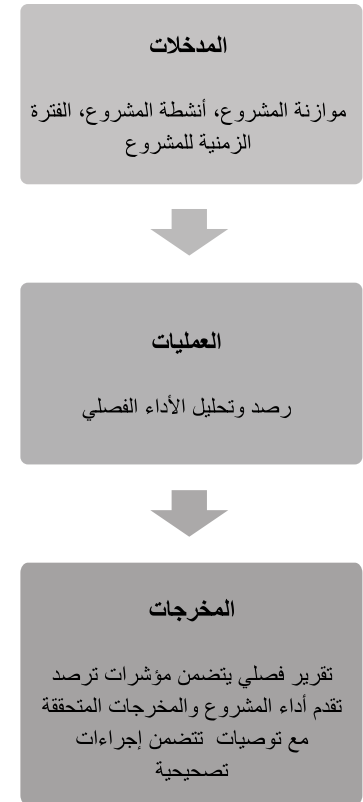 المدخلات
موازنة المشروع، أنشطة المشروع، الفترة
الزمنية للمشروع
العمليات
رصد وتحليل الأداء الفصلي
المخرجات
تقرير فصلي يتضمن مؤشرات ترصد
تقدم أداء المشروع والمخرجات المتحققة
مع توصيات تتضمن إجراءات
تصحيحية